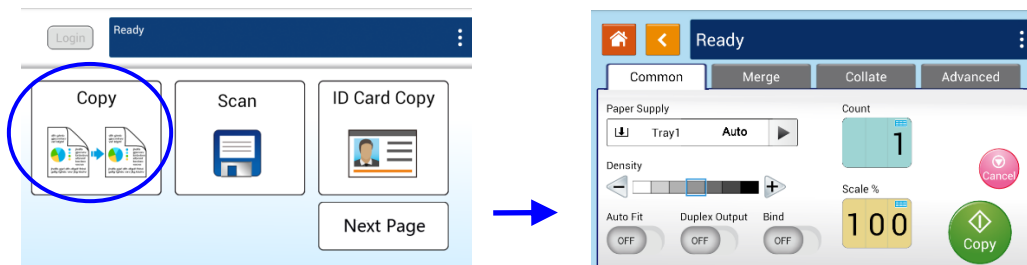 Login
Ready
Copy
Scan
ID Card Copy
Next Page
Ready
Common Merge Collate Advanced
Paper Supply
Tray1 Auto
Density
Auto Fit Duplex Output Bind
OFF OFF OFF
Count
1
Scale %
100
Cancel
Copy